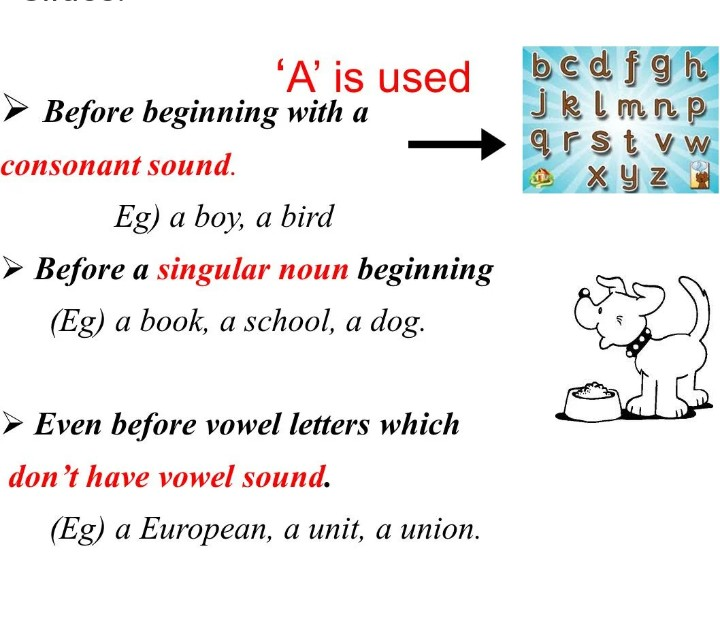 'A' is used
➢ Before beginning with a
consonant sound.
Eg) a boy, a bird
➢ Before a singular noun beginning
(Eg) a book, a school, a dog.
➢ Even before vowel letters which
don't have vowel sound.
(Eg) a European, a unit, a union.
b c d f g h
j k l m n p
q r s t v w
x y z